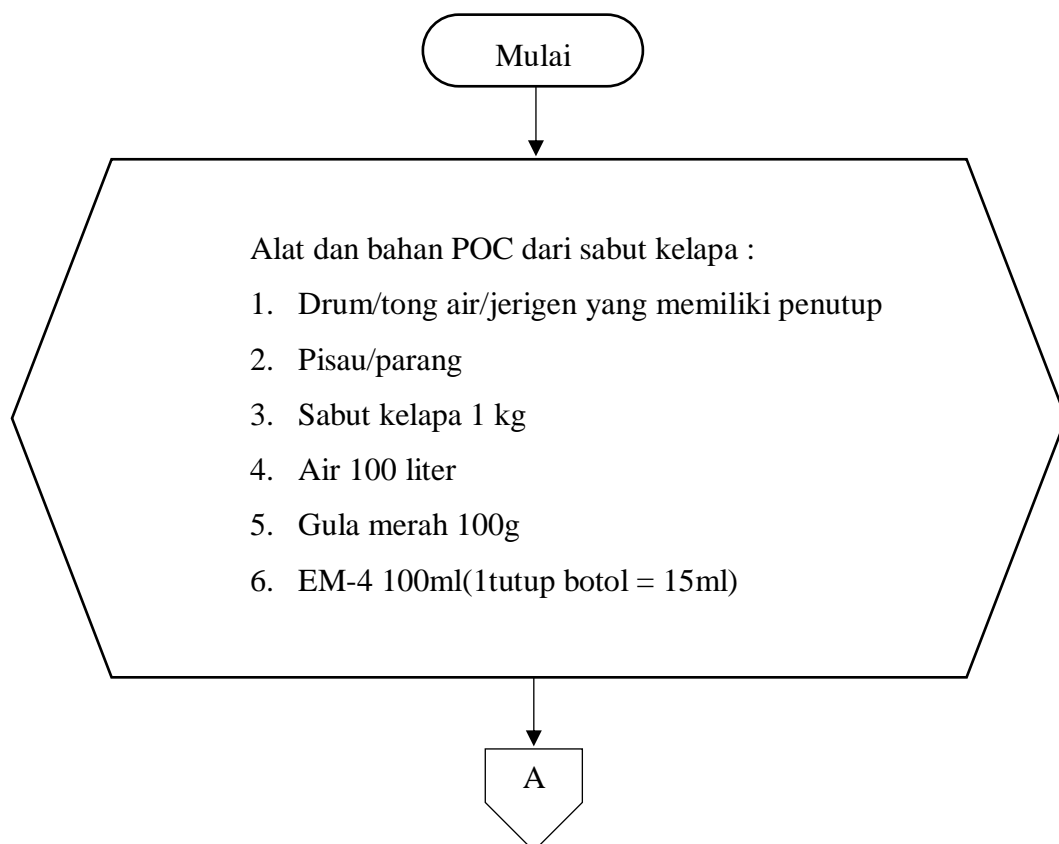 Mulai
Alat dan bahan POC dari sabut kelapa :
1. Drum/tong air/jerigen yang memiliki penutup
2. Pisau/parang
3. Sabut kelapa 1 kg
4. Air 100 liter
5. Gula merah 100g
6. EM-4 100ml(1tutup botol = 15ml)
A